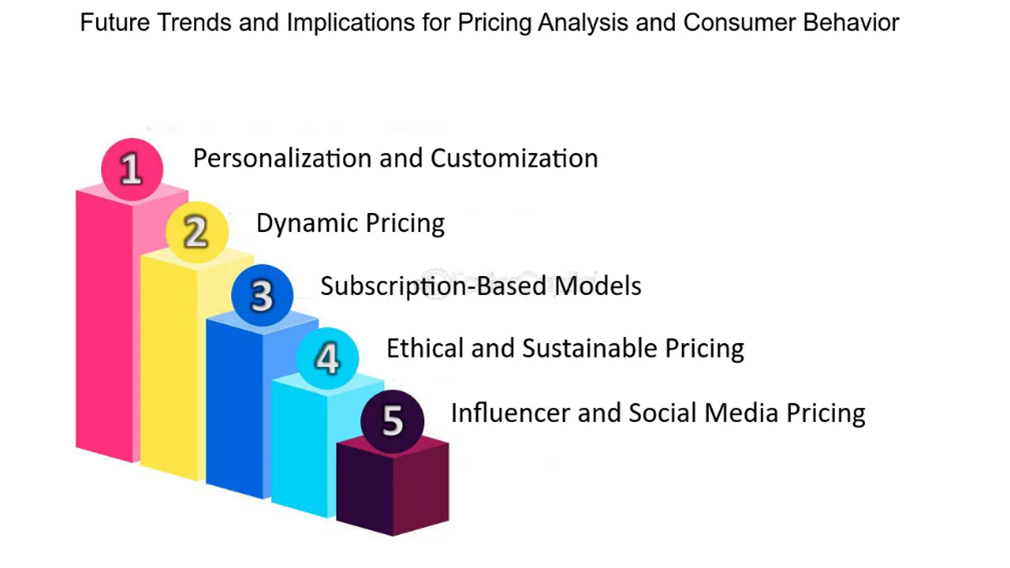 Future Trends and Implications for Pricing Analysis and Consumer Behavior
1
Personalization and Customization
2
Dynamic Pricing
3
Subscription-Based Models
4
Ethical and Sustainable Pricing
5
Influencer and Social Media Pricing